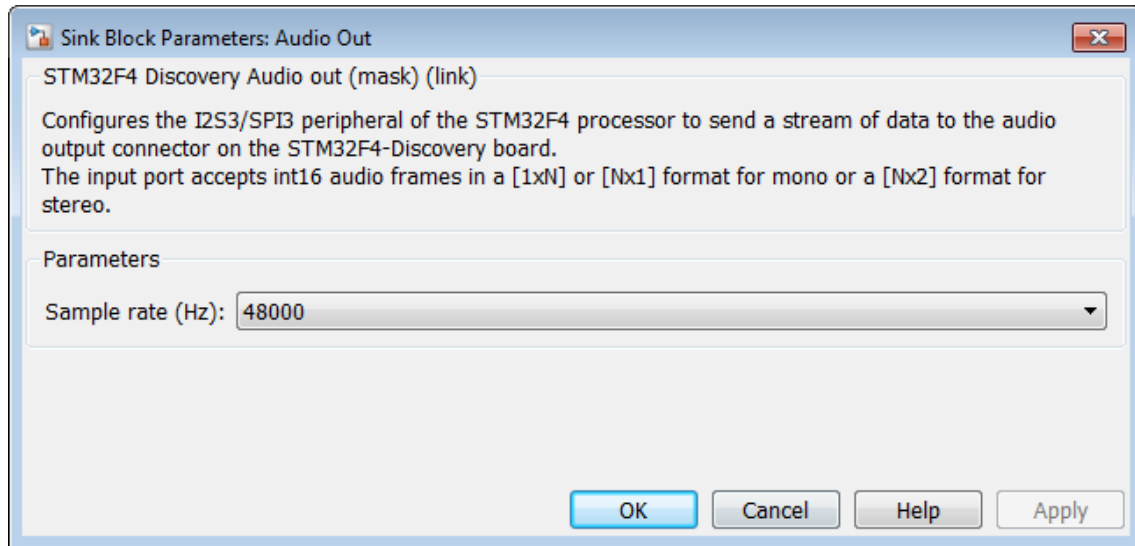 Sink Block Parameters: Audio Out
STM32F4 Discovery Audio out (mask) (link)
Configures the I2S3/SPI3 peripheral of the STM32F4 processor to send a stream of data to the audio
output connector on the STM32F4-Discovery board.
The input port accepts int16 audio frames in a [1xN] or [Nx1] format for mono or a [Nx2] format for
stereo.
Parameters
Sample rate (Hz): 48000
OK Cancel Help Apply